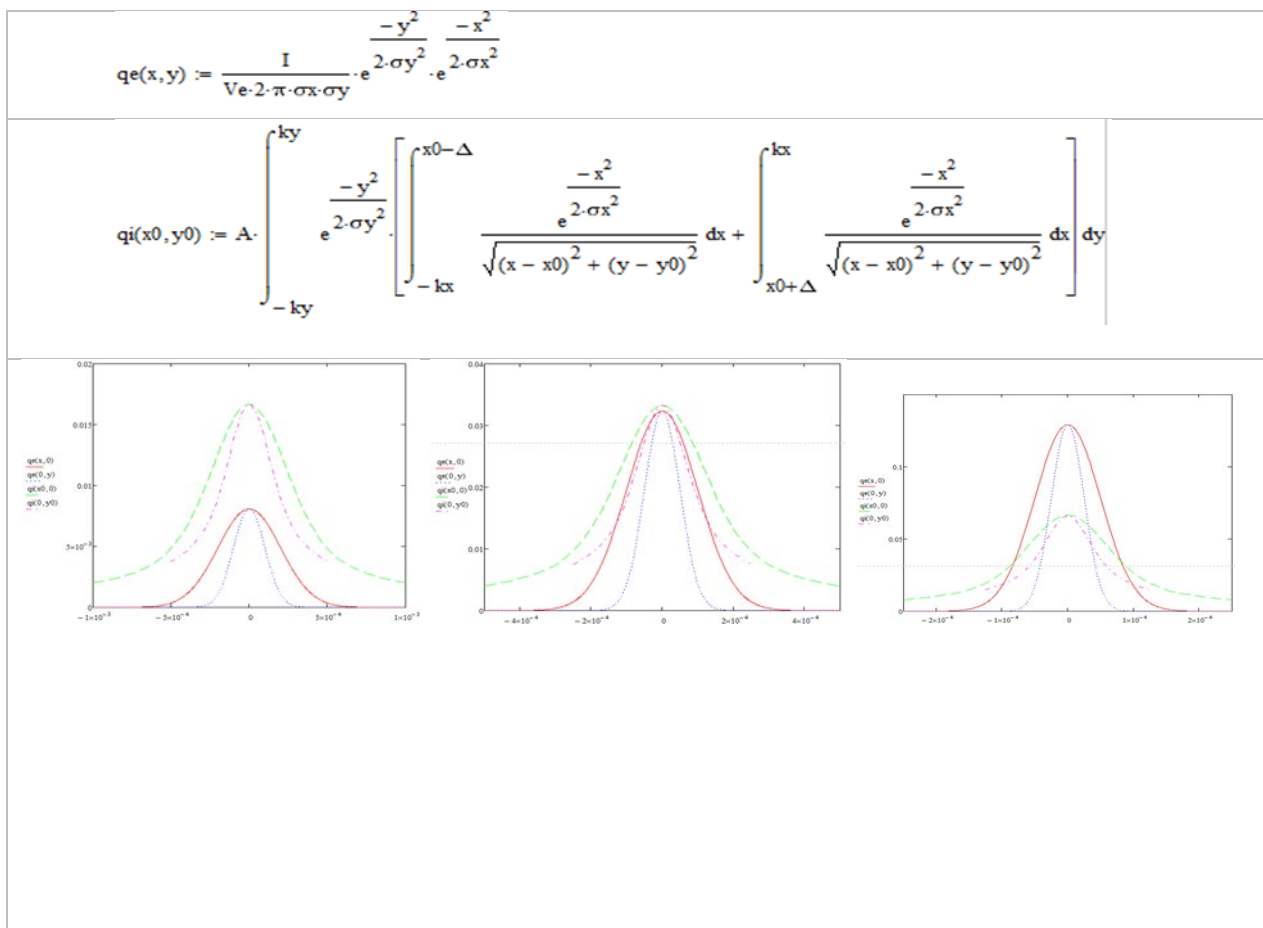 qe(x,y) := I / (Ve·2·π·σx·σy) · e^(−y²/(2·σy²)) · e^(−x²/(2·σx²))
qi(x0,y0) := A· ∫_{−ky}^{ky} e^(−y²/(2·σy²)) · [ ∫_{−kx}^{x0−Δ} e^(−x²/(2·σx²)) / √((x − x0)² + (y − y0)²) dx + ∫_{x0+Δ}^{kx} e^(−x²/(2·σx²)) / √((x − x0)² + (y − y0)²) dx ] dy
0.02
0.015
0.01
5×10⁻³
0
qe(x,0)
qe(0,y)
qi(x0,0)
qi(0,y0)
−1×10⁻³
−5×10⁻⁴
0
5×10⁻⁴
1×10⁻³
0.04
0.03
0.02
0.01
0
qe(x,0)
qe(0,y)
qi(x0,0)
qi(0,y0)
−4×10⁻⁴
−2×10⁻⁴
0
2×10⁻⁴
4×10⁻⁴
0.1
0.05
0
qe(x,0)
qe(0,y)
qi(x0,0)
qi(0,y0)
−2×10⁻⁴
−1×10⁻⁴
0
1×10⁻⁴
2×10⁻⁴